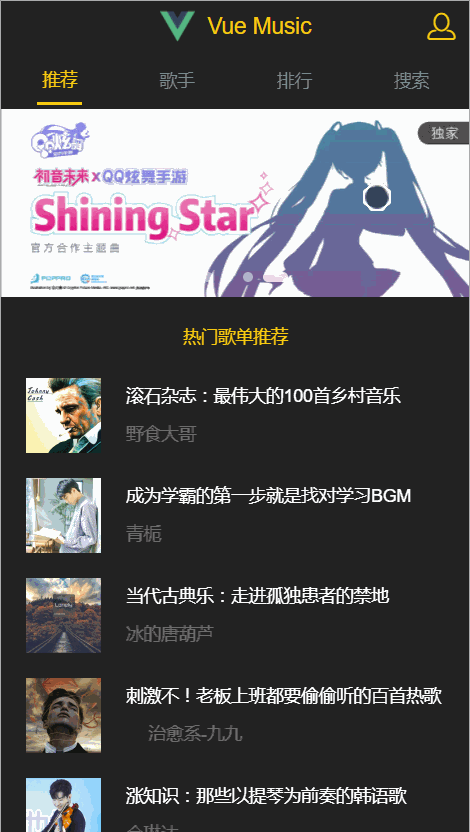 Vue Music
推荐
歌手
排行
搜索
独家
QQ炫舞
初音未来 x QQ炫舞手游
Shining Star
官方合作主题曲
热门歌单推荐
Johnny Cash
滚石杂志：最伟大的100首乡村音乐
野食大哥
成为学霸的第一步就是找对学习BGM
青栀
当代古典乐：走进孤独患者的禁地
Lonely
冰的唐葫芦
刺激不！老板上班都要偷偷听的百首热歌
治愈系-九九
涨知识：那些以提琴为前奏的韩语歌